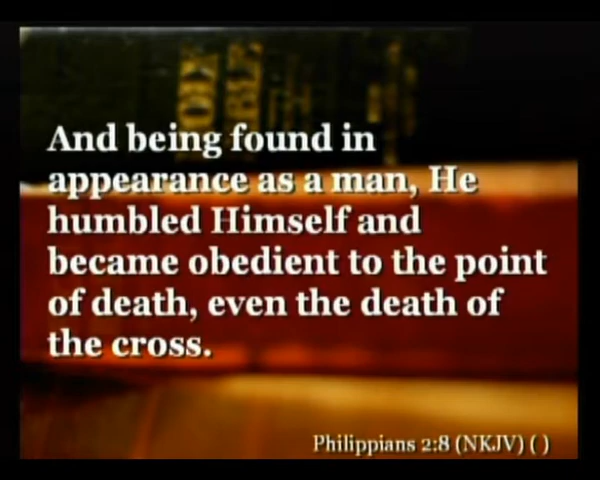 And being found in
appearance as a man, He
humbled Himself and
became obedient to the point
of death, even the death of
the cross.
Philippians 2:8 (NKJV) ( )